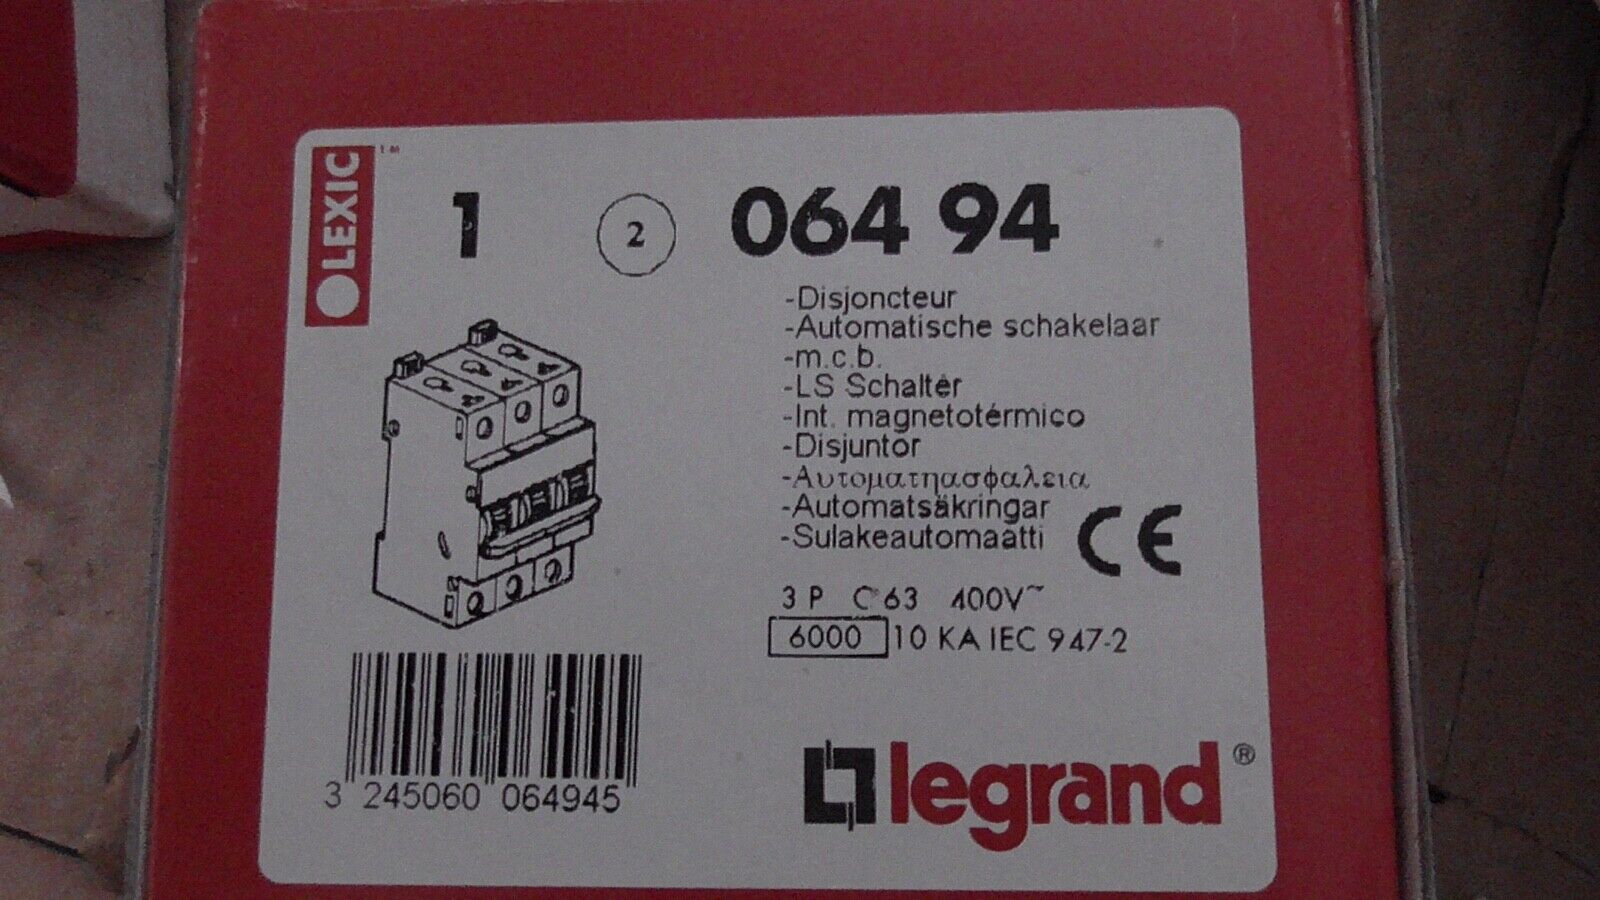 LEXIC
1 2 064 94
-Disjoncteur
-Automatische schakelaar
-m.c.b.
-LS Schalter
-Int. magnetotérmico
-Disjuntor
-Αυτοματηασφαλεια
-Automatsäkringar
-Sulakeautomaatti
CE
3 P C 63 400V~
6000 10 KA IEC 947-2
3 245060 064945
legrand®